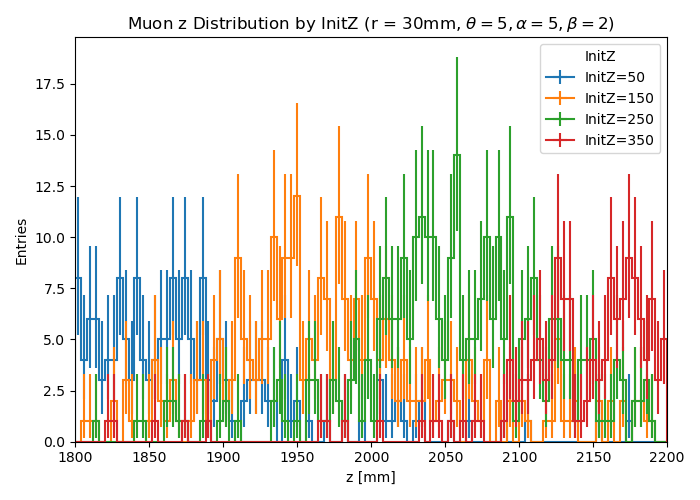 Muon z Distribution by InitZ (r = 30mm, θ = 5, α = 5, β = 2)
InitZ
InitZ=50
InitZ=150
InitZ=250
InitZ=350
Entries
17.5
15.0
12.5
10.0
7.5
5.0
2.5
0.0
1800 1850 1900 1950 2000 2050 2100 2150 2200
z [mm]